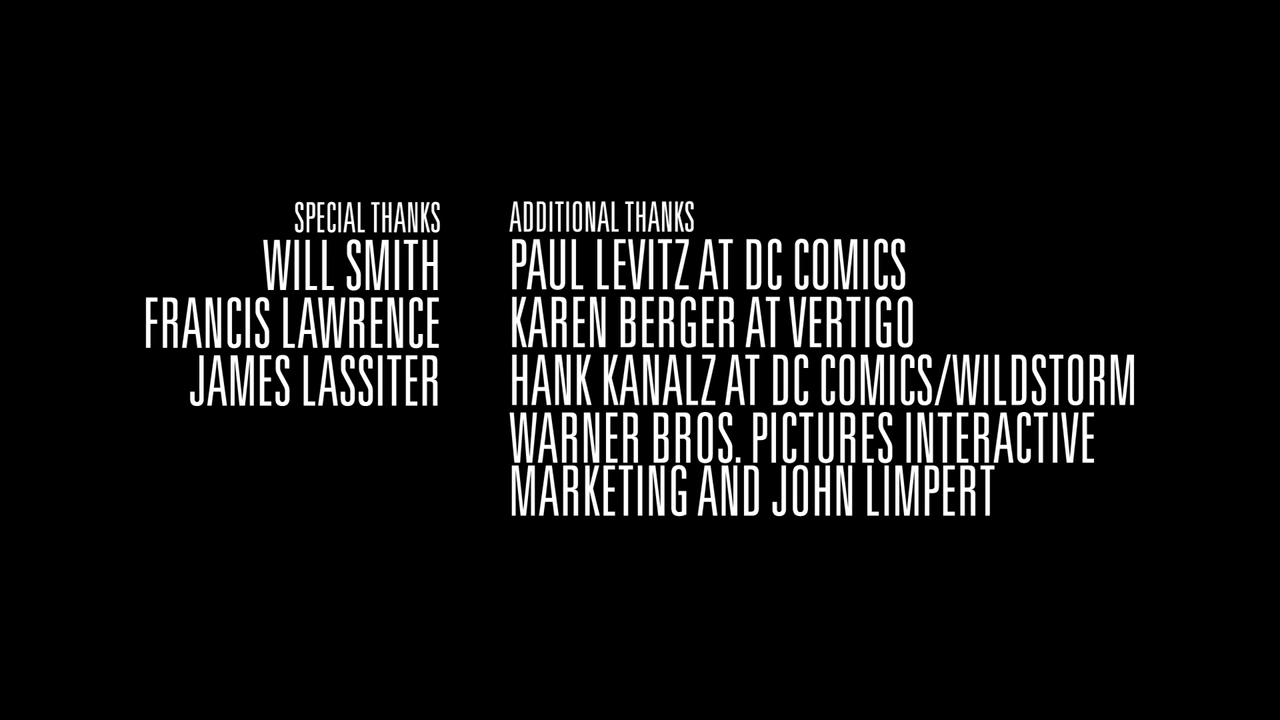 SPECIAL THANKS
WILL SMITH
FRANCIS LAWRENCE
JAMES LASSITER
ADDITIONAL THANKS
PAUL LEVITZ AT DC COMICS
KAREN BERGER AT VERTIGO
HANK KANALZ AT DC COMICS/WILDSTORM
WARNER BROS. PICTURES INTERACTIVE
MARKETING AND JOHN LIMPERT